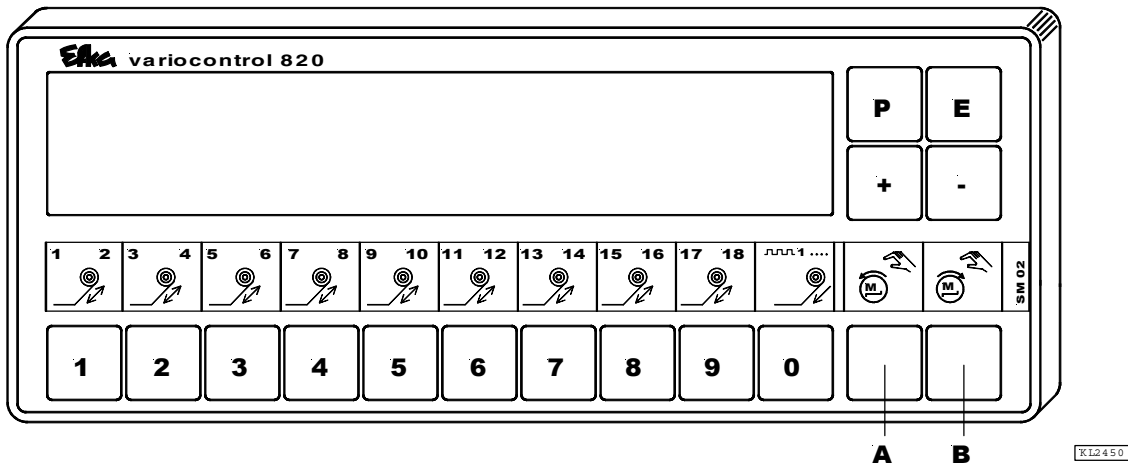 Efka variocontrol 820
P E
+ -
1 2 3 4 5 6 7 8 9 10 11 12 13 14 15 16 17 18 1 ....
M M
SM 02
1 2 3 4 5 6 7 8 9 0
A B
KL2450